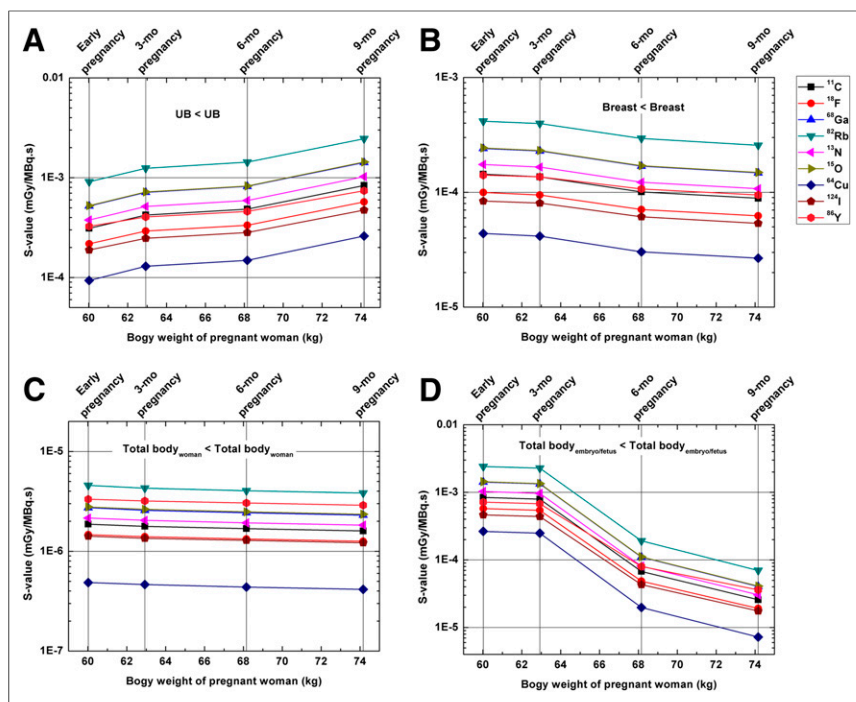 A
Early pregnancy
3-mo pregnancy
6-mo pregnancy
9-mo pregnancy
0.01
1E-3
1E-4
S-value (mGy/MBq.s)
UB < UB
60 62 64 66 68 70 72 74
Bogy weight of pregnant woman (kg)
B
Early pregnancy
3-mo pregnancy
6-mo pregnancy
9-mo pregnancy
1E-3
1E-4
1E-5
S-value (mGy/MBq.s)
Breast < Breast
60 62 64 66 68 70 72 74
Bogy weight of pregnant woman (kg)
11C
18F
68Ga
82Rb
13N
15O
64Cu
124I
86Y
C
Early pregnancy
3-mo pregnancy
6-mo pregnancy
9-mo pregnancy
1E-5
1E-6
1E-7
S-value (mGy/MBq.s)
Total body woman < Total body woman
60 62 64 66 68 70 72 74
Bogy weight of pregnant woman (kg)
D
Early pregnancy
3-mo pregnancy
6-mo pregnancy
9-mo pregnancy
0.01
1E-3
1E-4
1E-5
S-value (mGy/MBq.s)
Total body embryo/fetus < Total body embryo/fetus
60 62 64 66 68 70 72 74
Bogy weight of pregnant woman (kg)